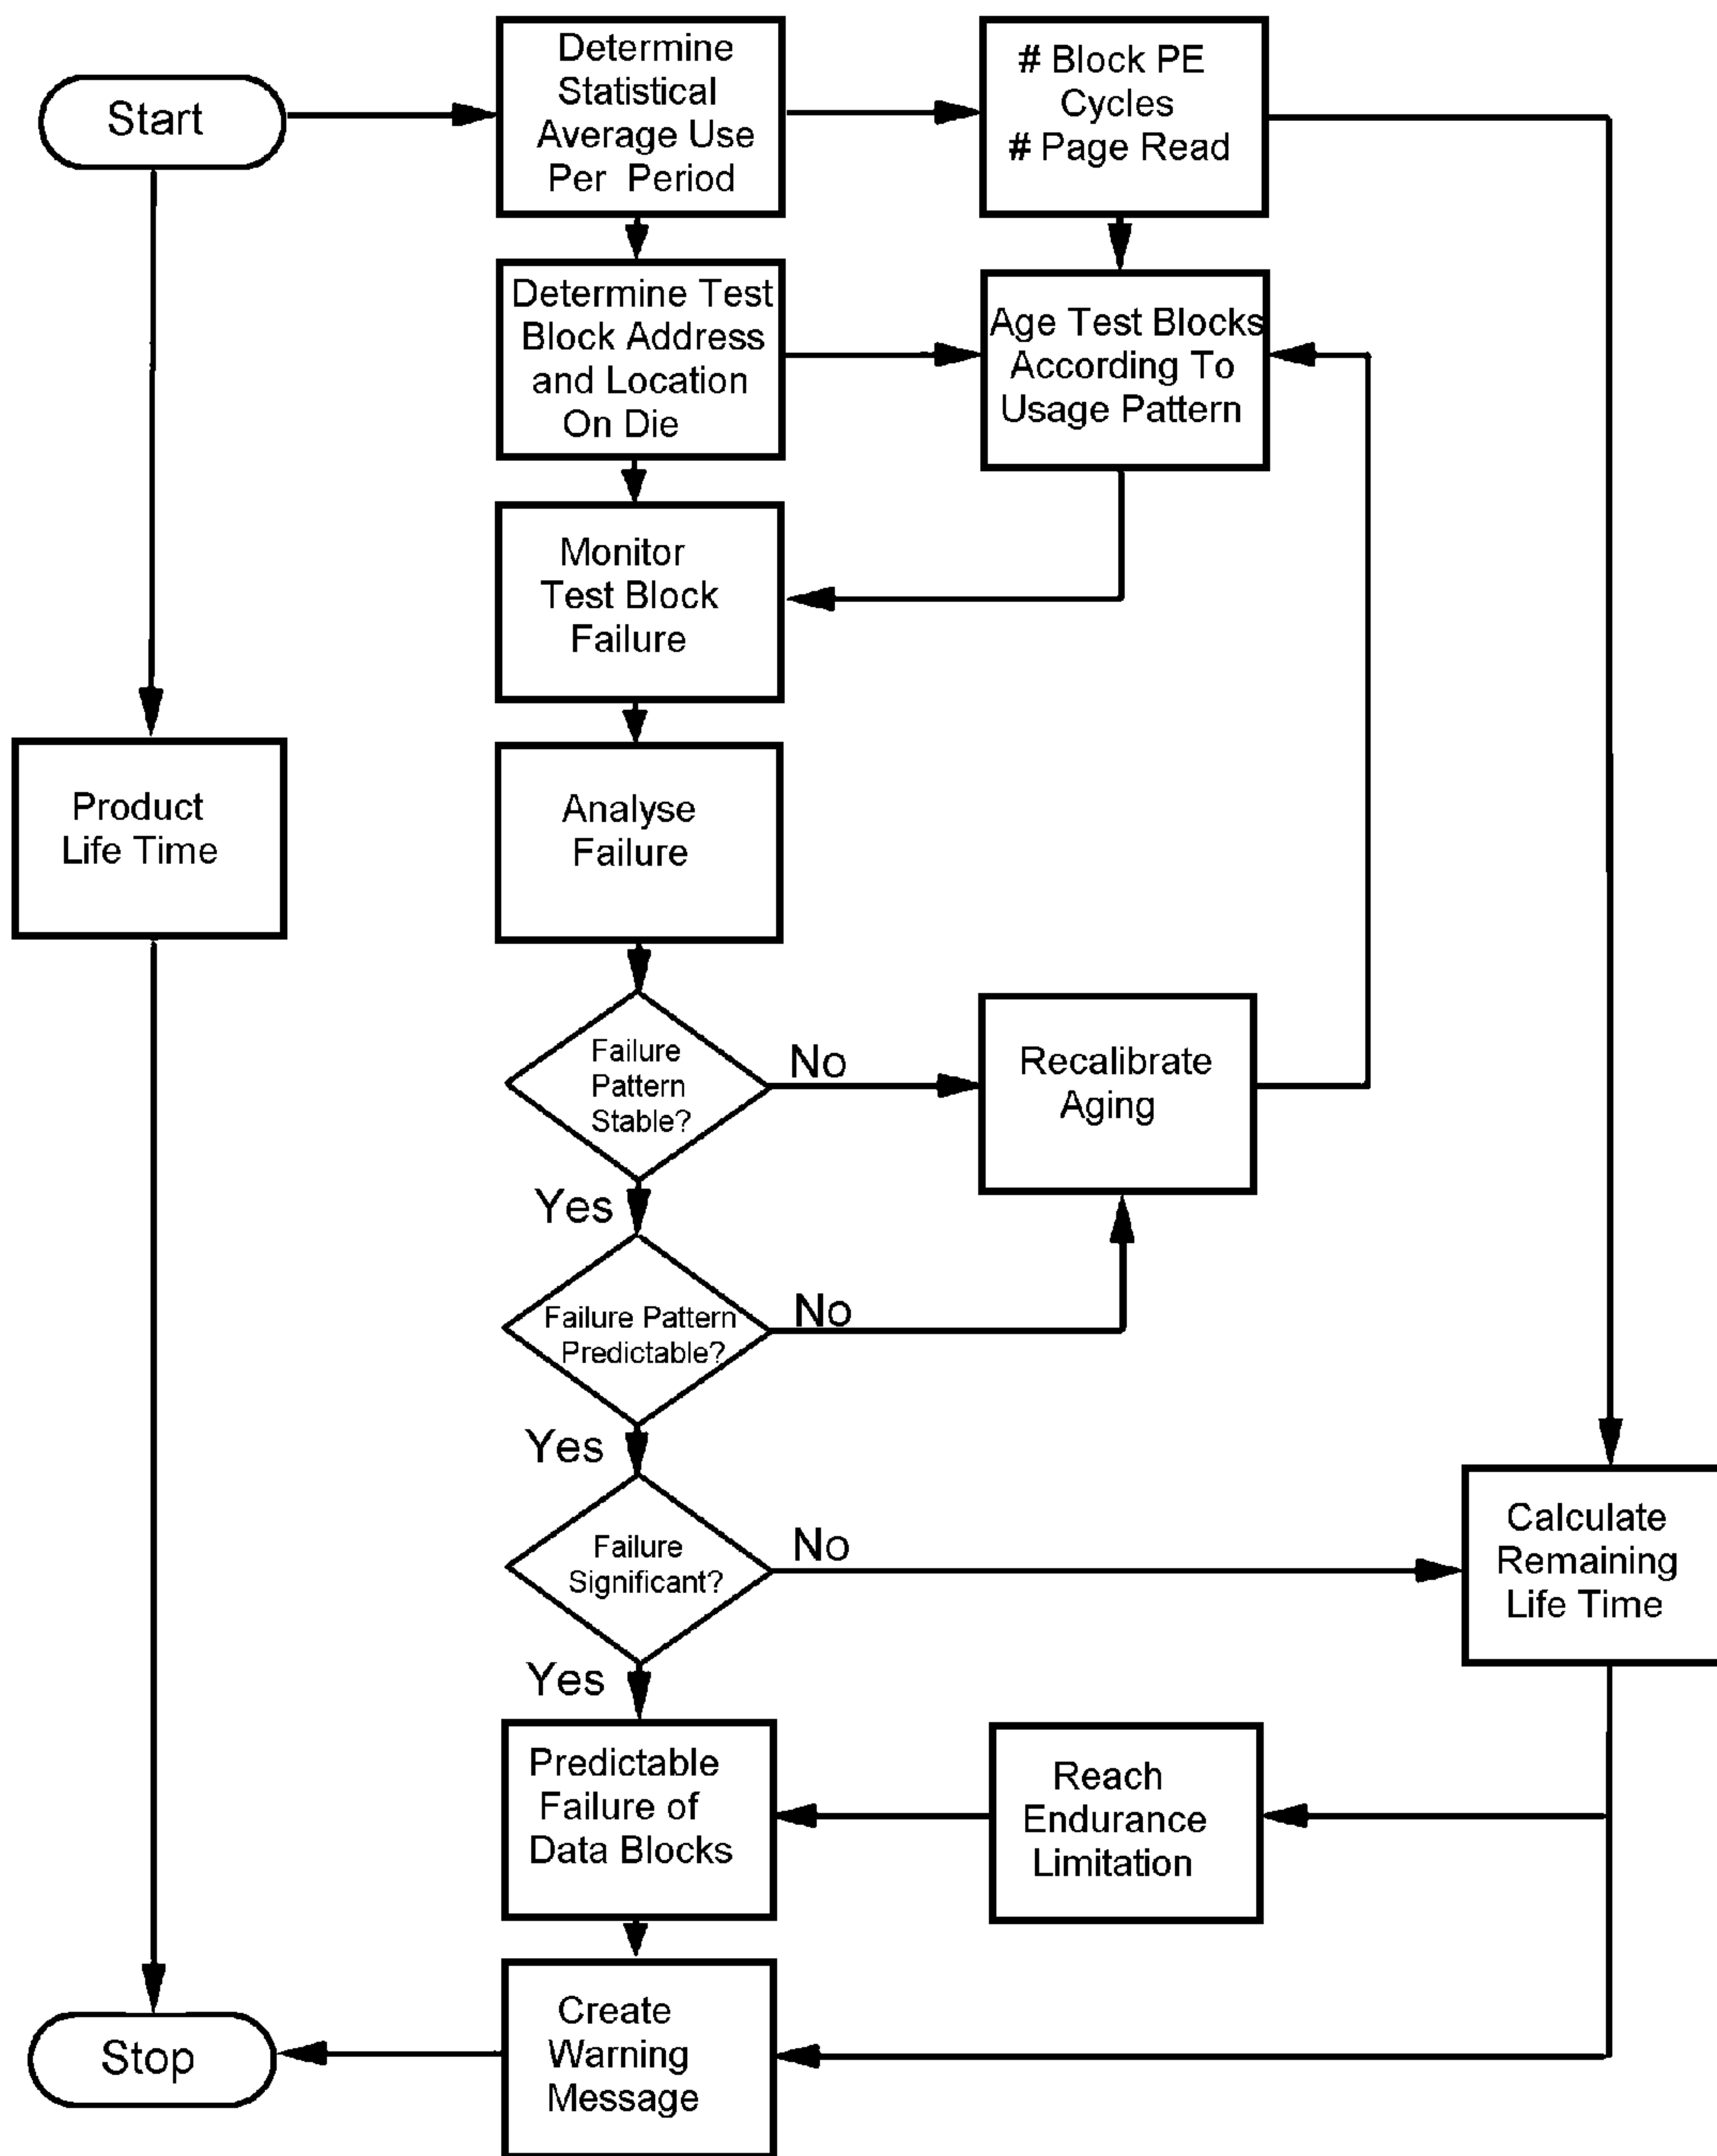 Start
Determine
Statistical
Average Use
Per Period
# Block PE
Cycles
# Page Read
Determine Test
Block Address
and Location
On Die
Age Test Blocks
According To
Usage Pattern
Monitor
Test Block
Failure
Product
Life Time
Analyse
Failure
Failure
Pattern
Stable?
No
Recalibrate
Aging
Yes
Failure Pattern
Predictable?
No
Yes
Failure
Significant?
No
Calculate
Remaining
Life Time
Yes
Predictable
Failure of
Data Blocks
Reach
Endurance
Limitation
Create
Warning
Message
Stop